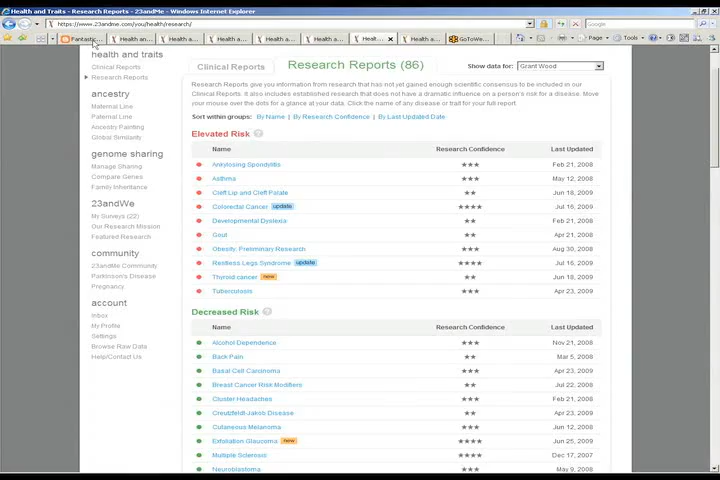 Health and Traits - Research Reports - 23andMe - Windows Internet Explorer
https://www.23andme.com/you/health/research/
Google
Fantastic...
Health an...
Health a...
Health a...
Health a...
Health a...
Healt...
Health a...
GoToWe...
Page
Tools
health and traits
Clinical Reports
Research Reports
ancestry
Maternal Line
Paternal Line
Ancestry Painting
Global Similarity
genome sharing
Manage Sharing
Compare Genes
Family Inheritance
23andWe
My Surveys (22)
Our Research Mission
Featured Research
community
23andMe Community
Parkinson's Disease
Pregnancy
account
Inbox
My Profile
Settings
Browse Raw Data
Help/Contact Us
Clinical Reports
Research Reports (86)
Show data for: Grant Wood
Research Reports give you information from research that has not yet gained enough scientific consensus to be included in our
Clinical Reports. It also includes established research that does not have a dramatic influence on a person's risk for a disease. Move
your mouse over the dots for a glance at your data. Click the name of any disease or trait for your full report.
Sort within groups: By Name | By Research Confidence | By Last Updated Date
Elevated Risk ?
Name Research Confidence Last Updated
Ankylosing Spondylitis ★★★ Feb 21, 2008
Asthma ★★★ May 12, 2008
Cleft Lip and Cleft Palate ★★ Jun 18, 2009
Colorectal Cancer update ★★★★ Jul 16, 2009
Developmental Dyslexia ★★ Feb 21, 2008
Gout ★★ Apr 21, 2008
Obesity: Preliminary Research ★★★ Aug 30, 2008
Restless Legs Syndrome update ★★★★ Jul 16, 2009
Thyroid cancer new ★★ Jun 18, 2009
Tuberculosis ★★★ Apr 23, 2009
Decreased Risk ?
Name Research Confidence Last Updated
Alcohol Dependence ★★★ Nov 21, 2008
Back Pain ★★ Mar 5, 2008
Basal Cell Carcinoma ★★★ Apr 23, 2009
Breast Cancer Risk Modifiers ★★ Jul 22, 2008
Cluster Headaches ★★★ Feb 21, 2008
Creutzfeldt-Jakob Disease ★★ Apr 23, 2009
Cutaneous Melanoma ★★★ Jun 12, 2008
Exfoliation Glaucoma new ★★★★ Jun 25, 2009
Multiple Sclerosis ★★★★ Dec 17, 2007
Neuroblastoma ★★★ May 9, 2008